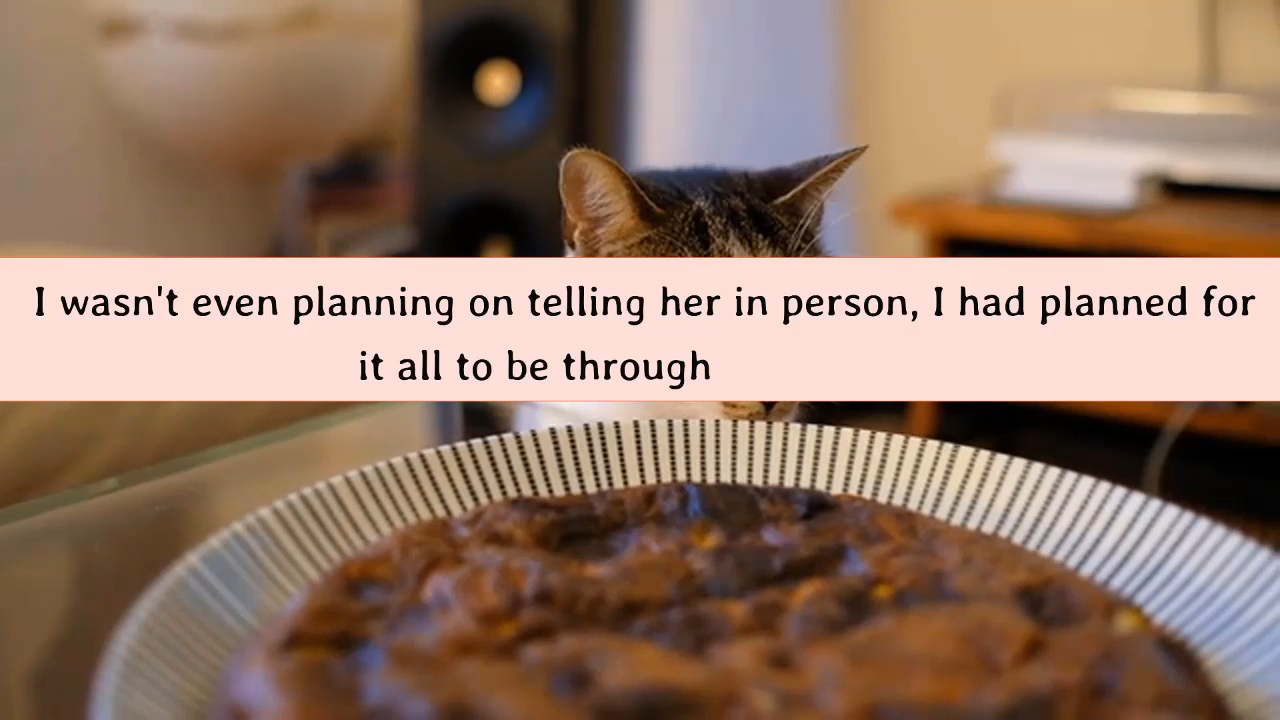 I wasn't even planning on telling her in person, I had planned for
it all to be through